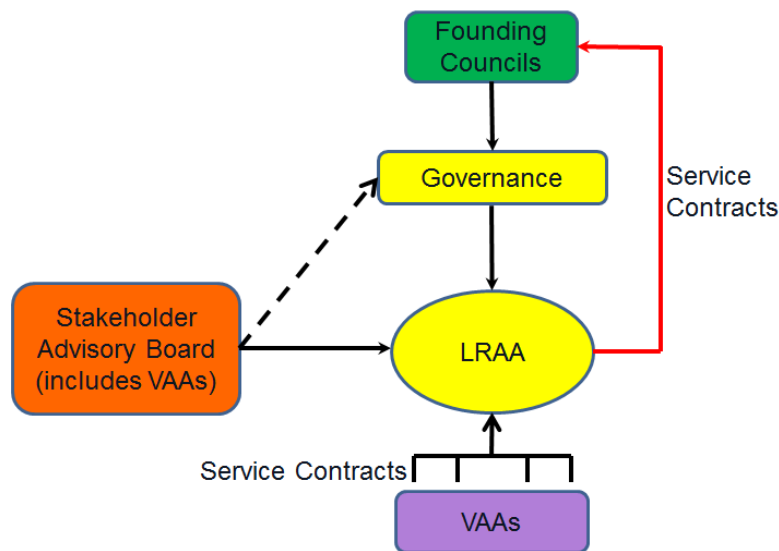 Founding
Councils
Governance
Service
Contracts
Stakeholder
Advisory Board
(includes VAAs)
LRAA
Service Contracts
VAAs